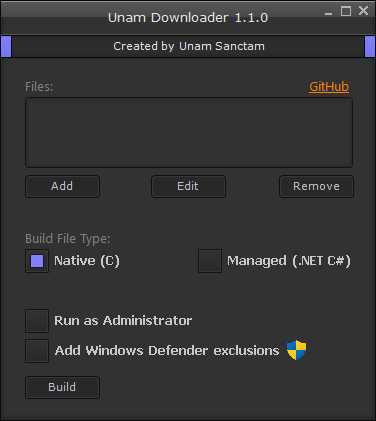 Unam Downloader 1.1.0
Created by Unam Sanctam
Files: GitHub
Add Edit Remove
Build File Type:
Native (C) Managed (.NET C#)
Run as Administrator
Add Windows Defender exclusions
Build